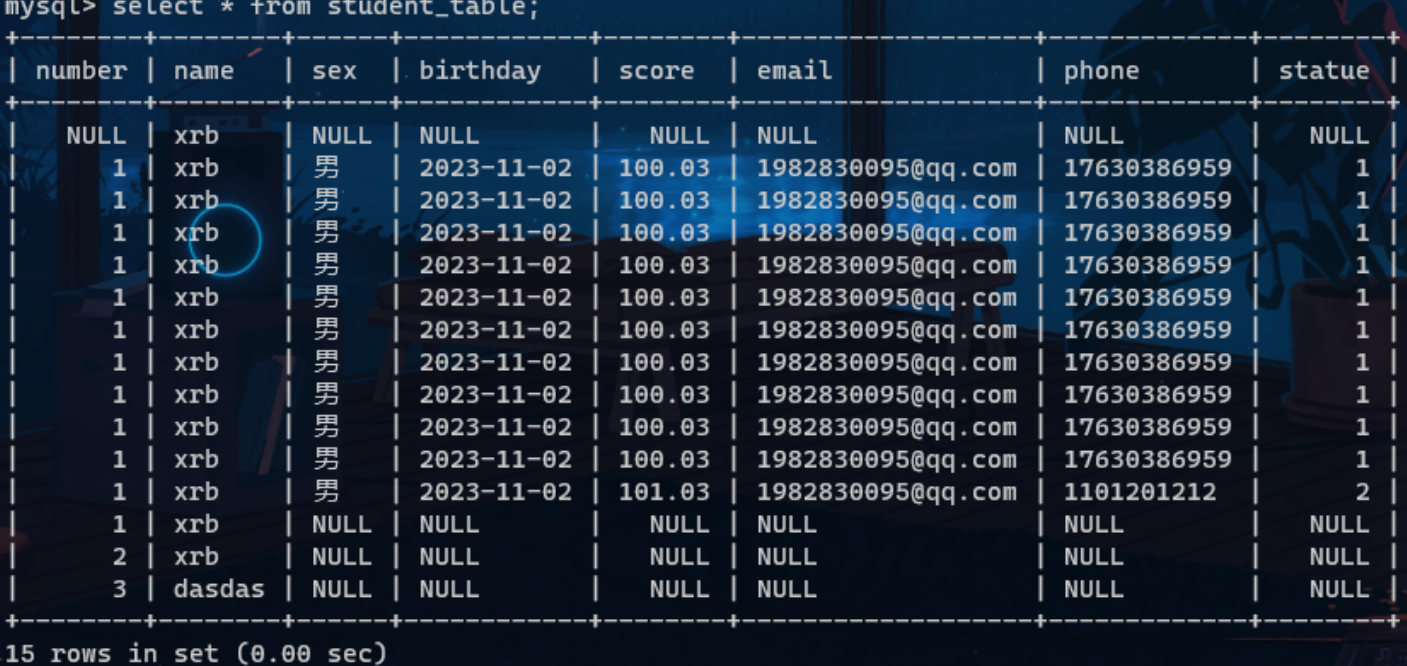 mysql> select * from student_table;
+--------+--------+------+------------+--------+-------------------+-------------+--------+
| number | name | sex | birthday | score | email | phone | statue |
+--------+--------+------+------------+--------+-------------------+-------------+--------+
| NULL | xrb | NULL | NULL | NULL | NULL | NULL | NULL |
| 1 | xrb | 男 | 2023-11-02 | 100.03 | 1982830095@qq.com | 17630386959 | 1 |
| 1 | xrb | 男 | 2023-11-02 | 100.03 | 1982830095@qq.com | 17630386959 | 1 |
| 1 | xrb | 男 | 2023-11-02 | 100.03 | 1982830095@qq.com | 17630386959 | 1 |
| 1 | xrb | 男 | 2023-11-02 | 100.03 | 1982830095@qq.com | 17630386959 | 1 |
| 1 | xrb | 男 | 2023-11-02 | 100.03 | 1982830095@qq.com | 17630386959 | 1 |
| 1 | xrb | 男 | 2023-11-02 | 100.03 | 1982830095@qq.com | 17630386959 | 1 |
| 1 | xrb | 男 | 2023-11-02 | 100.03 | 1982830095@qq.com | 17630386959 | 1 |
| 1 | xrb | 男 | 2023-11-02 | 100.03 | 1982830095@qq.com | 17630386959 | 1 |
| 1 | xrb | 男 | 2023-11-02 | 100.03 | 1982830095@qq.com | 17630386959 | 1 |
| 1 | xrb | 男 | 2023-11-02 | 100.03 | 1982830095@qq.com | 17630386959 | 1 |
| 1 | xrb | 男 | 2023-11-02 | 101.03 | 1982830095@qq.com | 1101201212 | 2 |
| 1 | xrb | NULL | NULL | NULL | NULL | NULL | NULL |
| 2 | xrb | NULL | NULL | NULL | NULL | NULL | NULL |
| 3 | dasdas | NULL | NULL | NULL | NULL | NULL | NULL |
+--------+--------+------+------------+--------+-------------------+-------------+--------+
15 rows in set (0.00 sec)